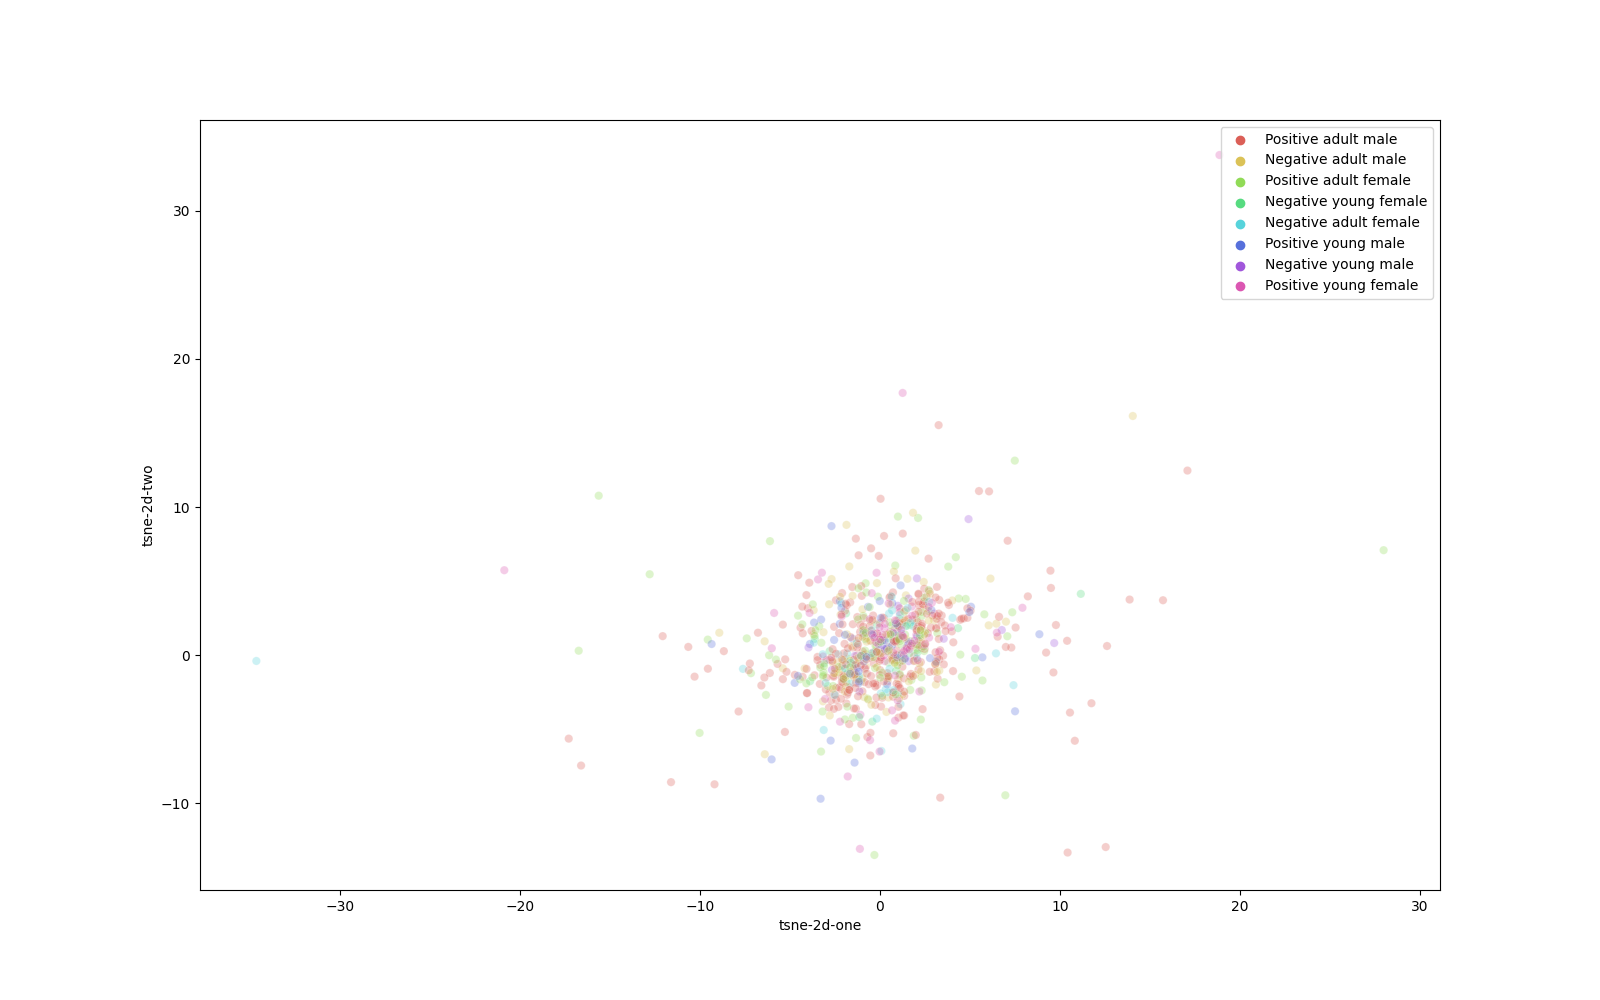 Positive adult male
Negative adult male
Positive adult female
Negative young female
Negative adult female
Positive young male
Negative young male
Positive young female
30
20
10
0
−10
tsne-2d-two
−30
−20
−10
0
10
20
30
tsne-2d-one